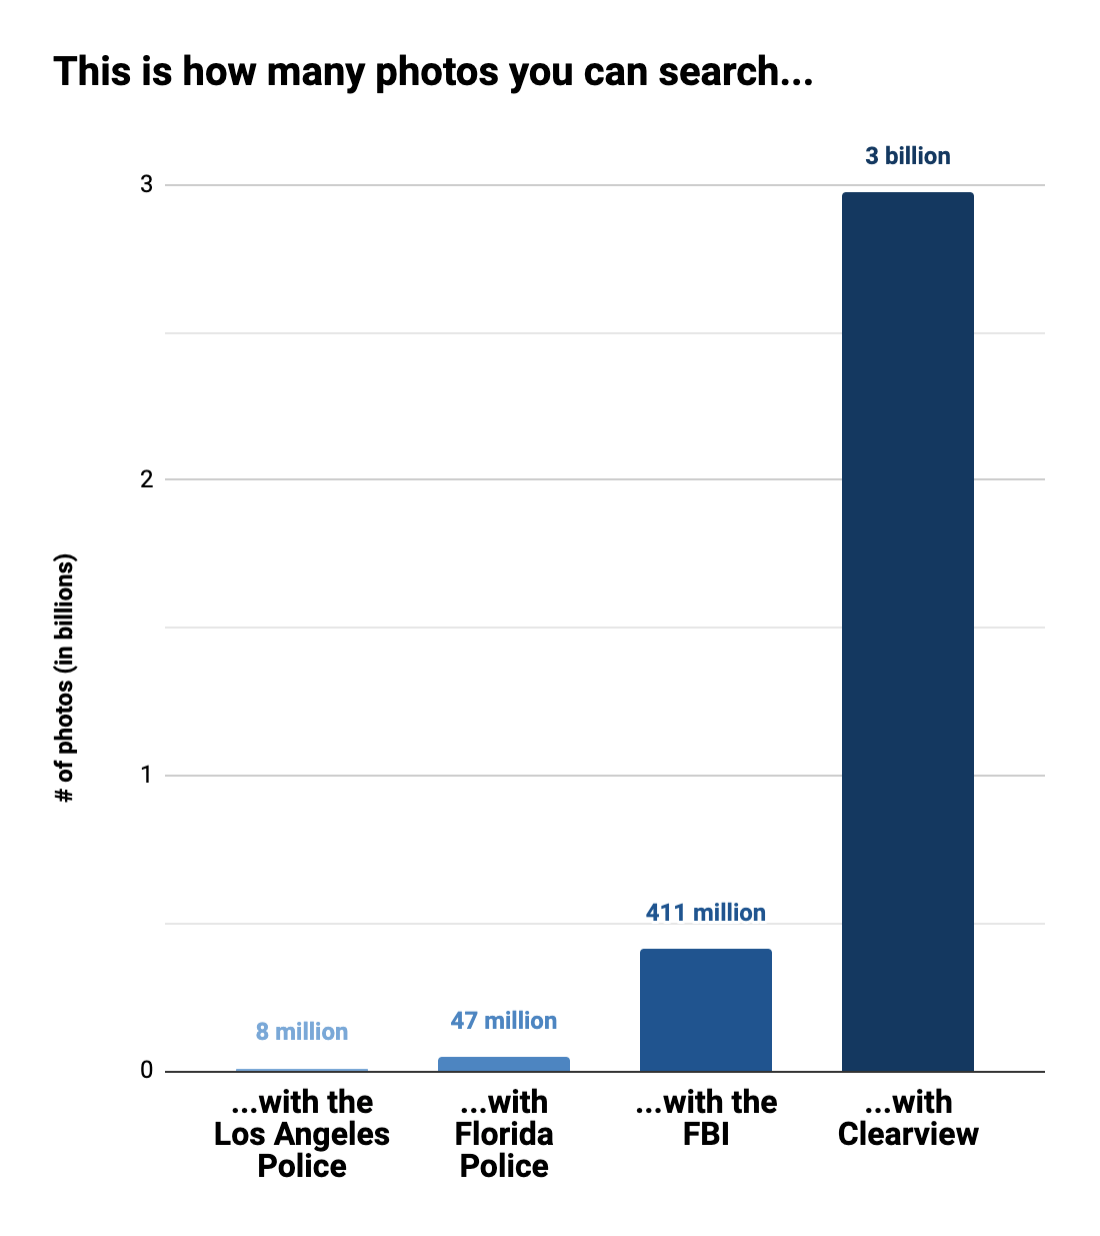 This is how many photos you can search...
3 billion
3
2
# of photos (in billions)
1
411 million
47 million
8 million
0
...with the
Los Angeles
Police
...with
Florida
Police
...with the
FBI
...with
Clearview